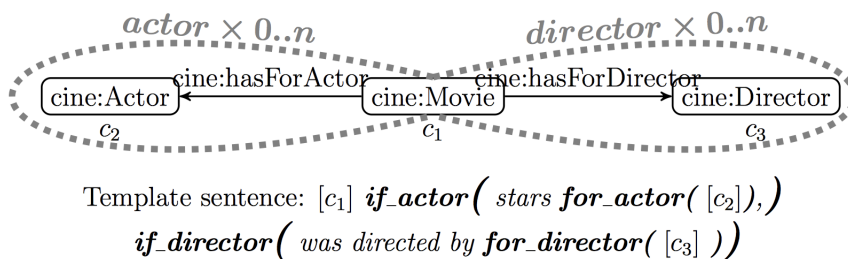 actor × 0..n director × 0..n
cine:hasForActor cine:hasForDirector
cine:Actor cine:Movie cine:Director
c₂ c₁ c₃
Template sentence: [c₁] if_actor( stars for_actor( [c₂]),)
if_director( was directed by for_director( [c₃] ))